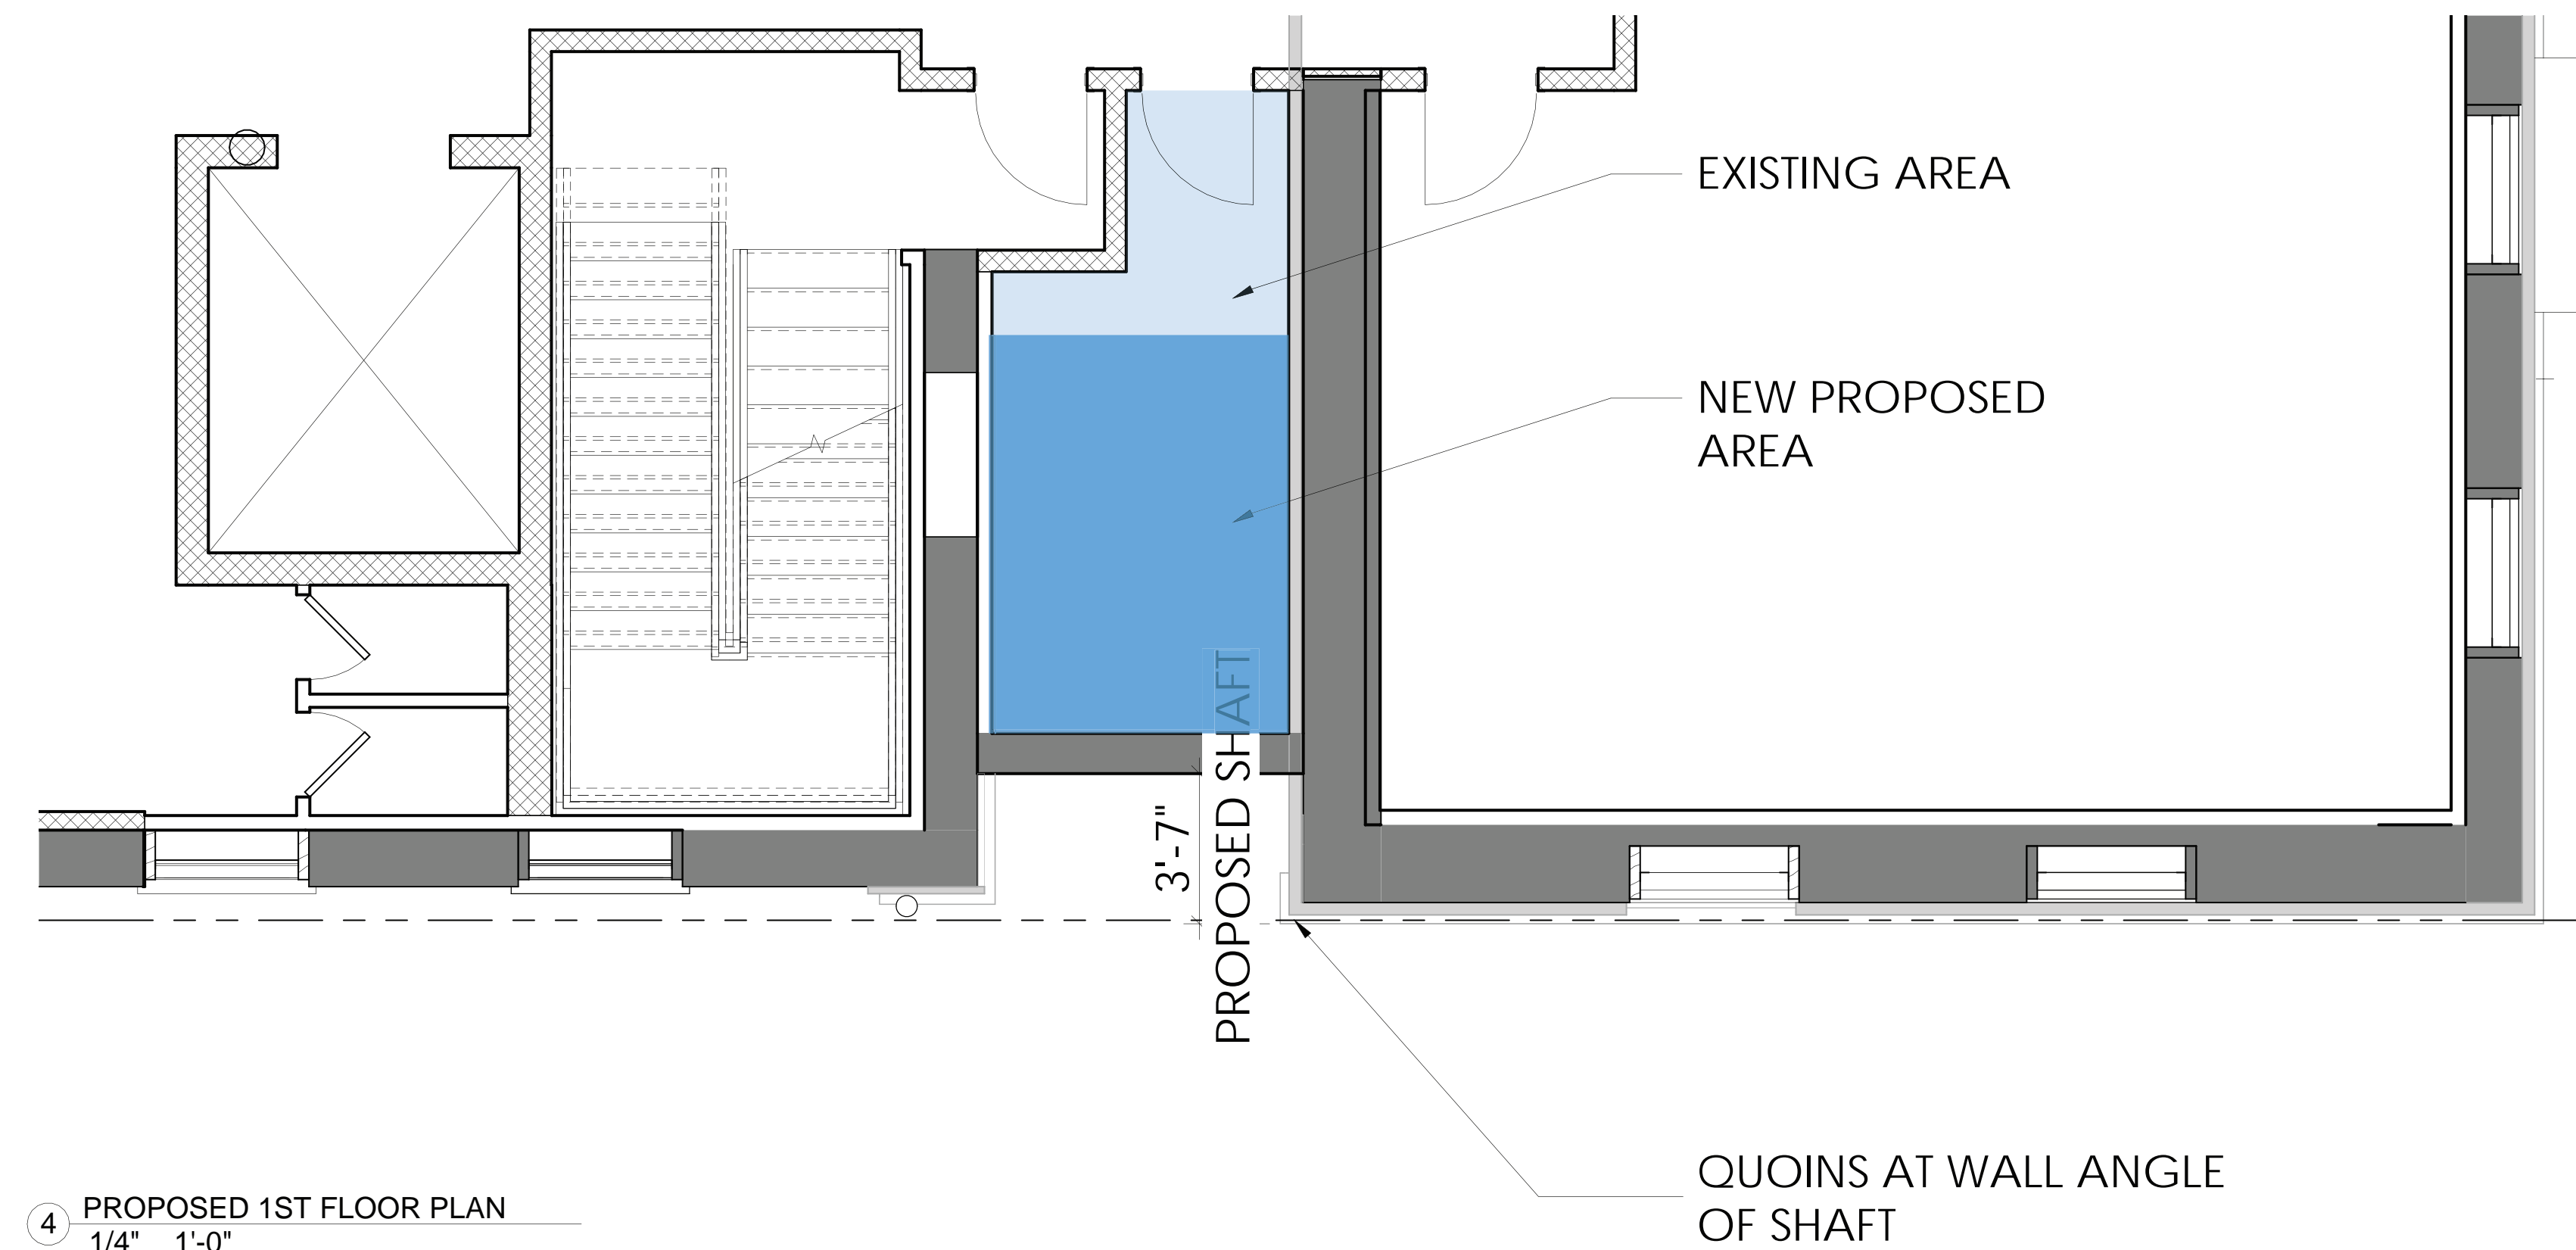 EXISTING AREA
NEW PROPOSED
AREA
PROPOSED SHAFT
3'-7"
QUOINS AT WALL ANGLE
OF SHAFT
4 PROPOSED 1ST FLOOR PLAN
1/4" 1'-0"